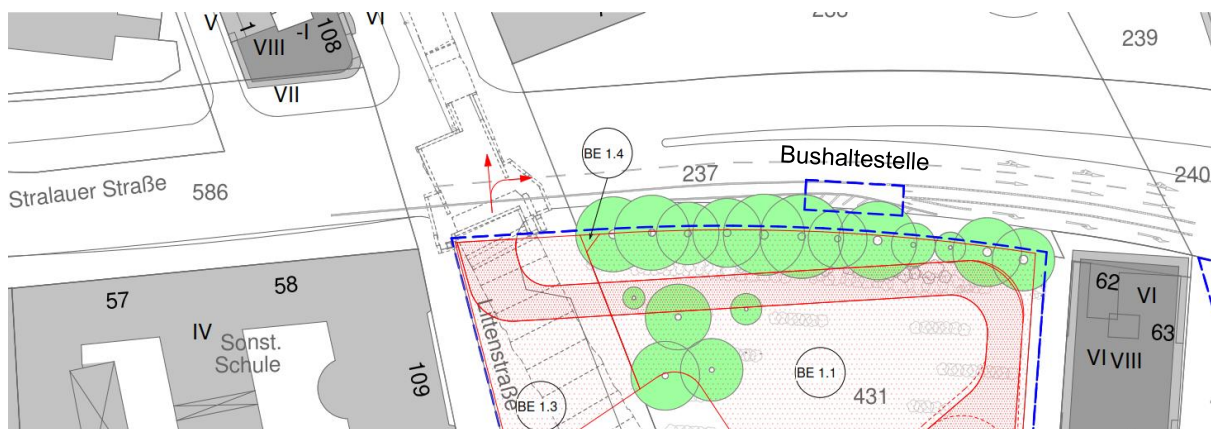 V
1
VIII
-I
108
VI
VII
239
BE 1.4
Bushaltestelle
237
240
Stralauer Straße
586
57
58
IV
Sonst.
Schule
109
Littenstraße
BE 1.3
BE 1.1
431
62
VI
63
VI
VIII